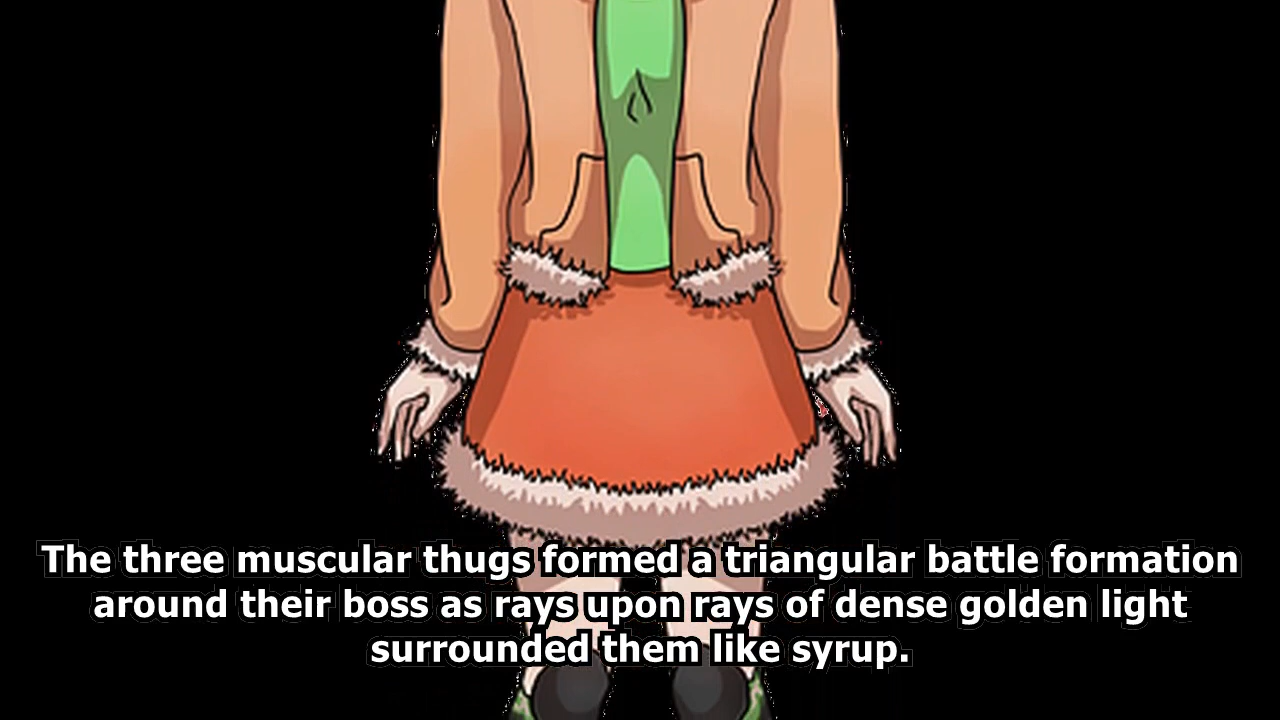 The three muscular thugs formed a triangular battle formation
around their boss as rays upon rays of dense golden light
surrounded them like syrup.